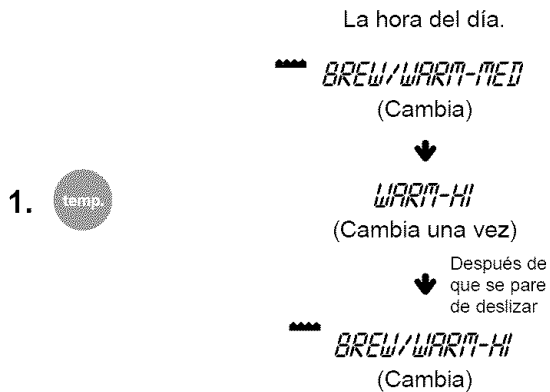 La hora del día.
BREW/WARM-MED
(Cambia)
1. temp.
WARM-HI
(Cambia una vez)
Después de
que se pare
de deslizar
BREW/WARM-HI
(Cambia)